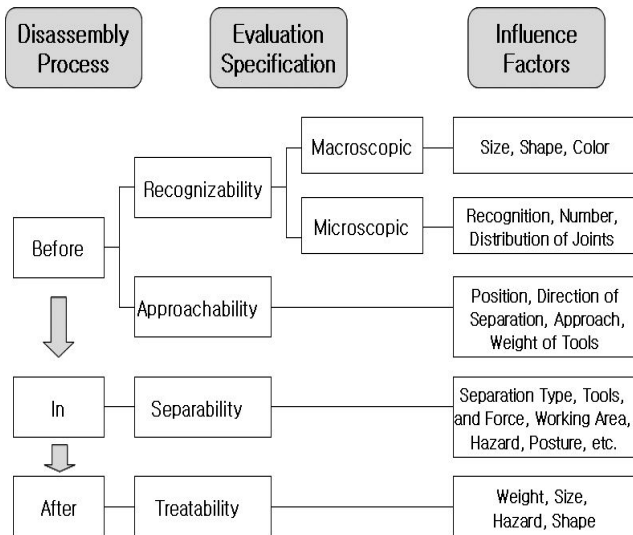 Disassembly
Process
Evaluation
Specification
Influence
Factors
Macroscopic
Size, Shape, Color
Recognizability
Microscopic
Recognition, Number,
Distribution of Joints
Before
Approachability
Position, Direction of
Separation, Approach,
Weight of Tools
In
Separability
Separation Type, Tools,
and Force, Working Area,
Hazard, Posture, etc.
After
Treatability
Weight, Size,
Hazard, Shape